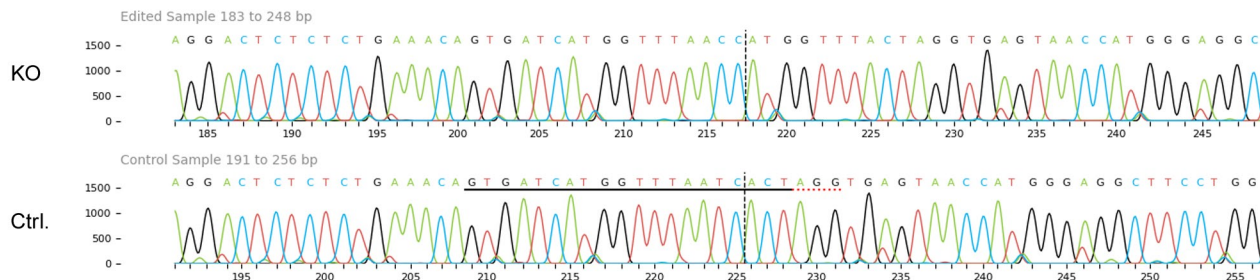 Edited Sample 183 to 248 bp
A G G A C T C T C T C T G A A A C A G T G A T C A T G G T T T A A C C A T G G T T T A C T A G G T G A G T A A C C A T G G G A G G C
KO
1500
1000
500
0
185 190 195 200 205 210 215 220 225 230 235 240 245
Control Sample 191 to 256 bp
A G G A C T C T C T C T G A A A C A G T G A T C A T G G T T T A A T C A C T A G G T G A G T A A C C A T G G G A G G C T T C C T G G
Ctrl.
1500
1000
500
0
195 200 205 210 215 220 225 230 235 240 245 250 255